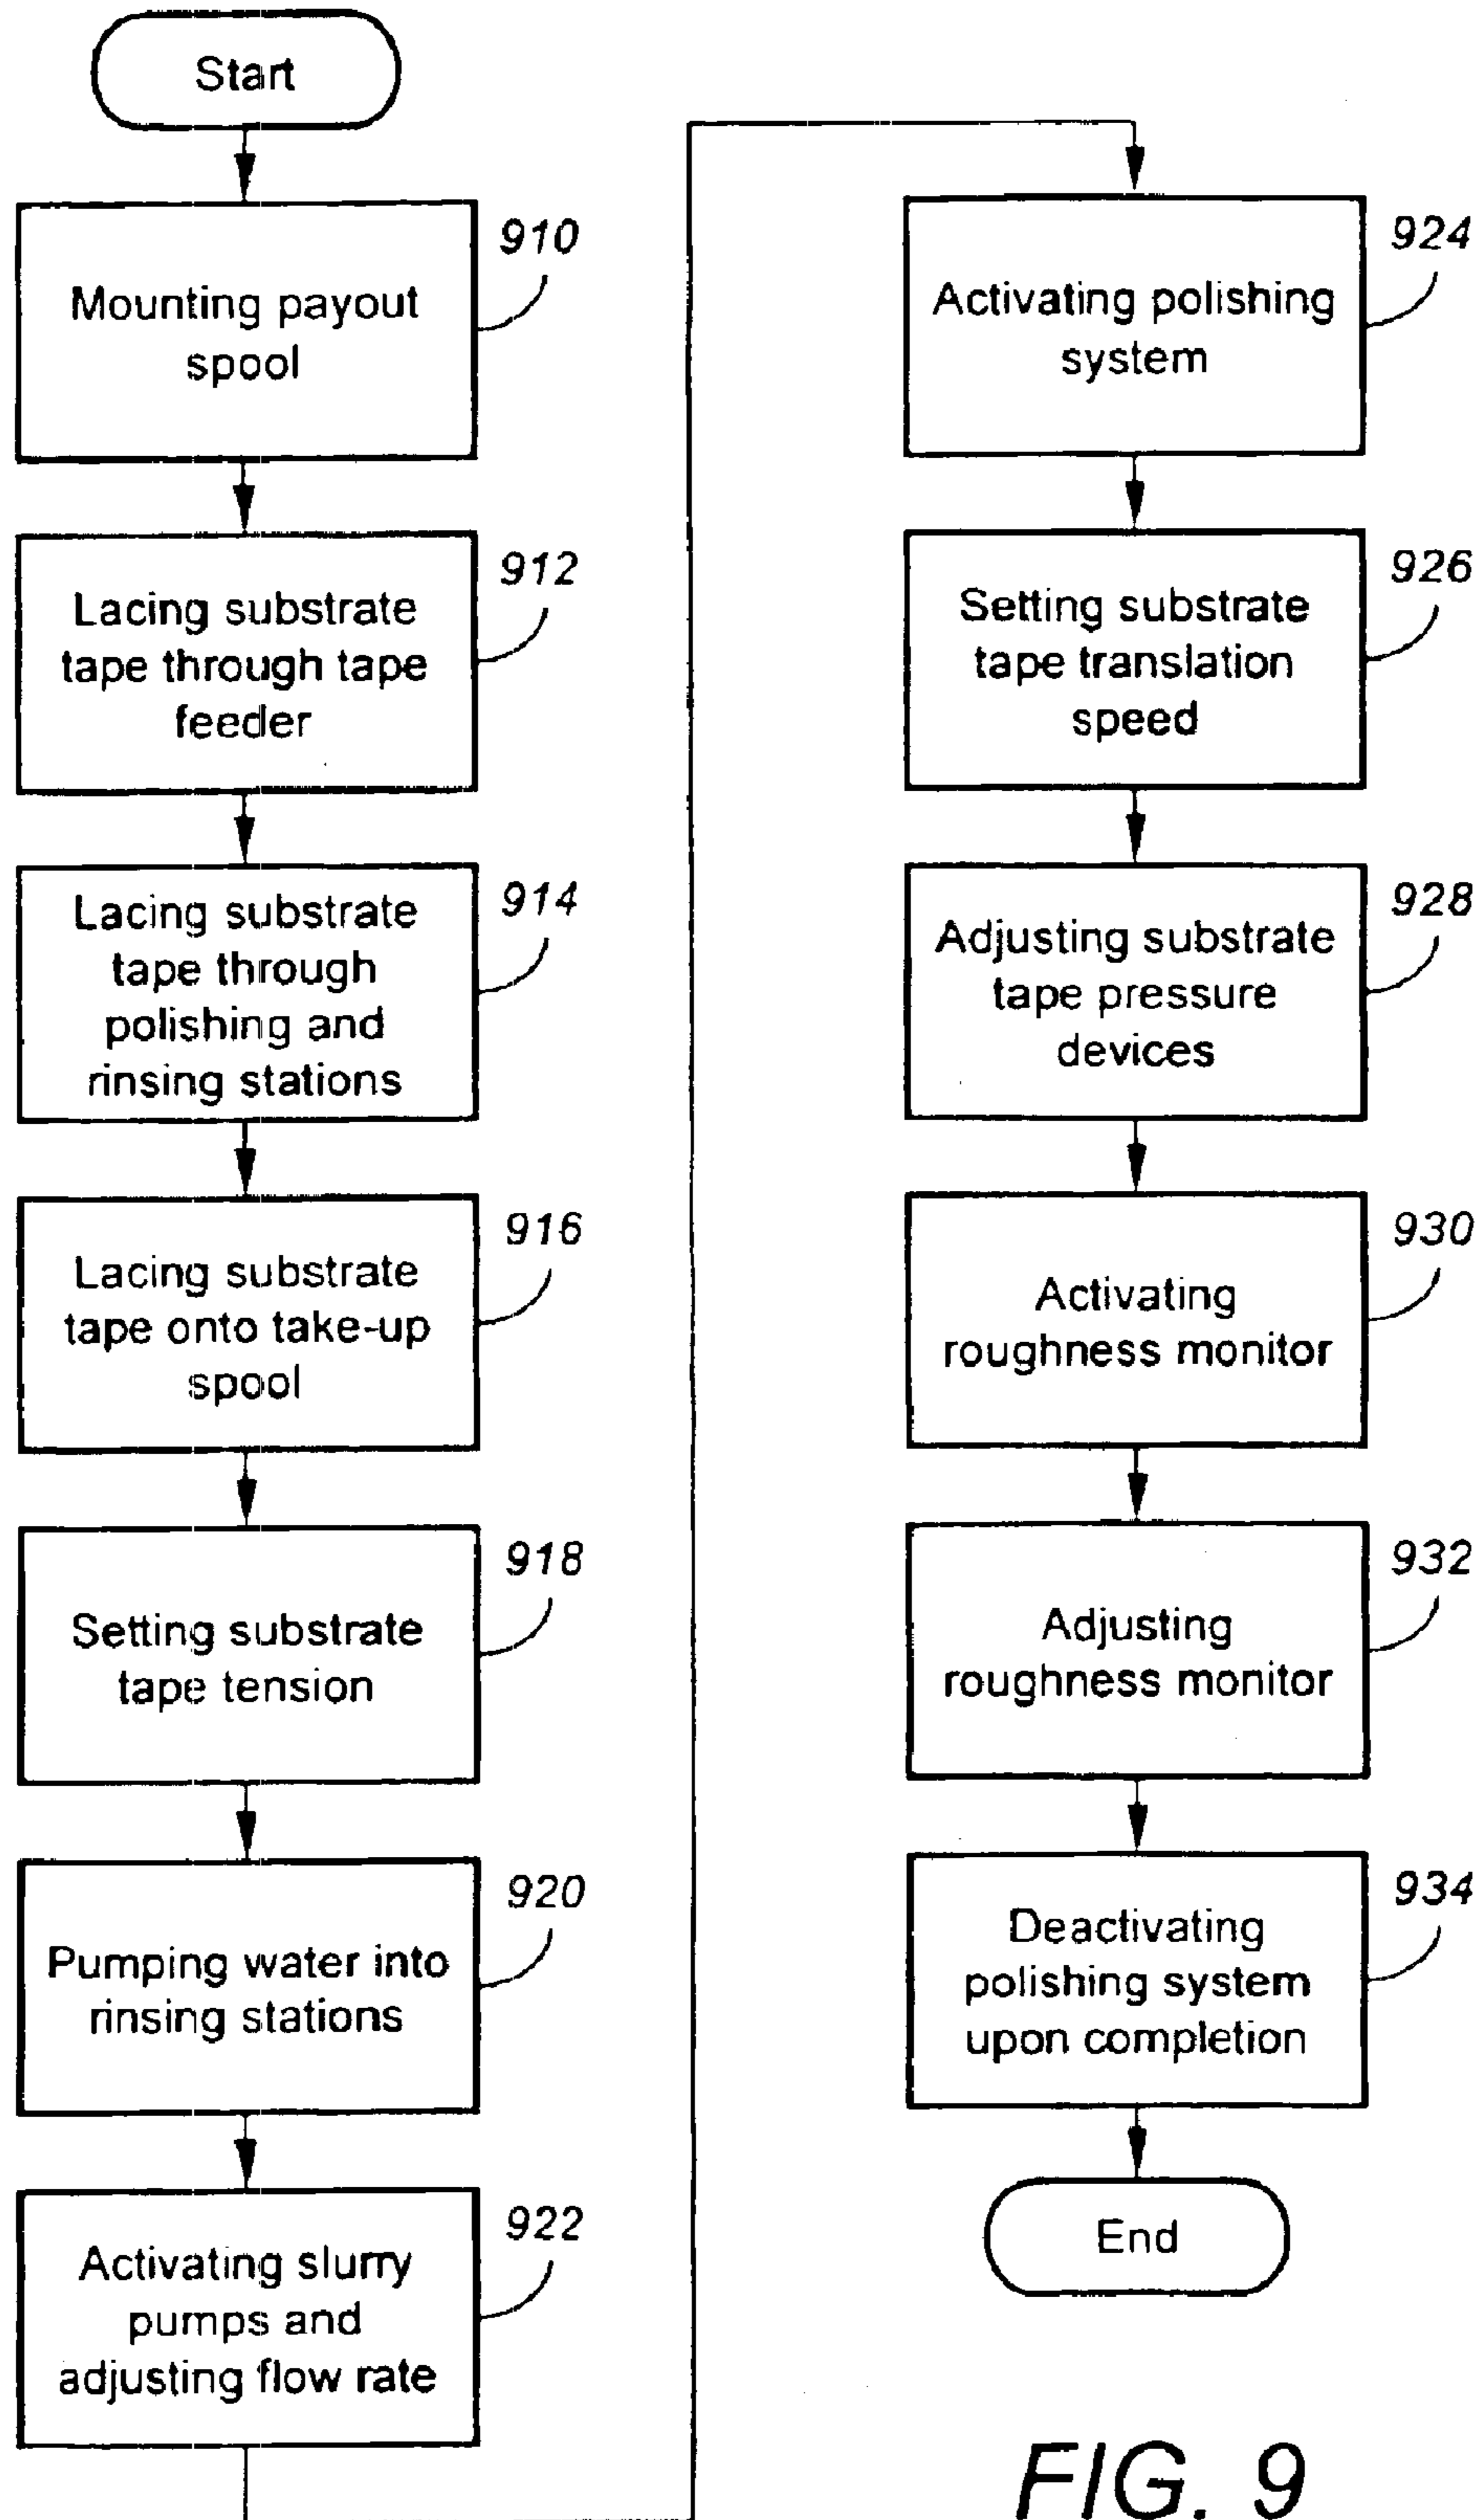 Start
910
Mounting payout
spool
912
Lacing substrate
tape through tape
feeder
914
Lacing substrate
tape through
polishing and
rinsing stations
916
Lacing substrate
tape onto take-up
spool
918
Setting substrate
tape tension
920
Pumping water into
rinsing stations
922
Activating slurry
pumps and
adjusting flow rate
924
Activating polishing
system
926
Setting substrate
tape translation
speed
928
Adjusting substrate
tape pressure
devices
930
Activating
roughness monitor
932
Adjusting
roughness monitor
934
Deactivating
polishing system
upon completion
End
FIG. 9